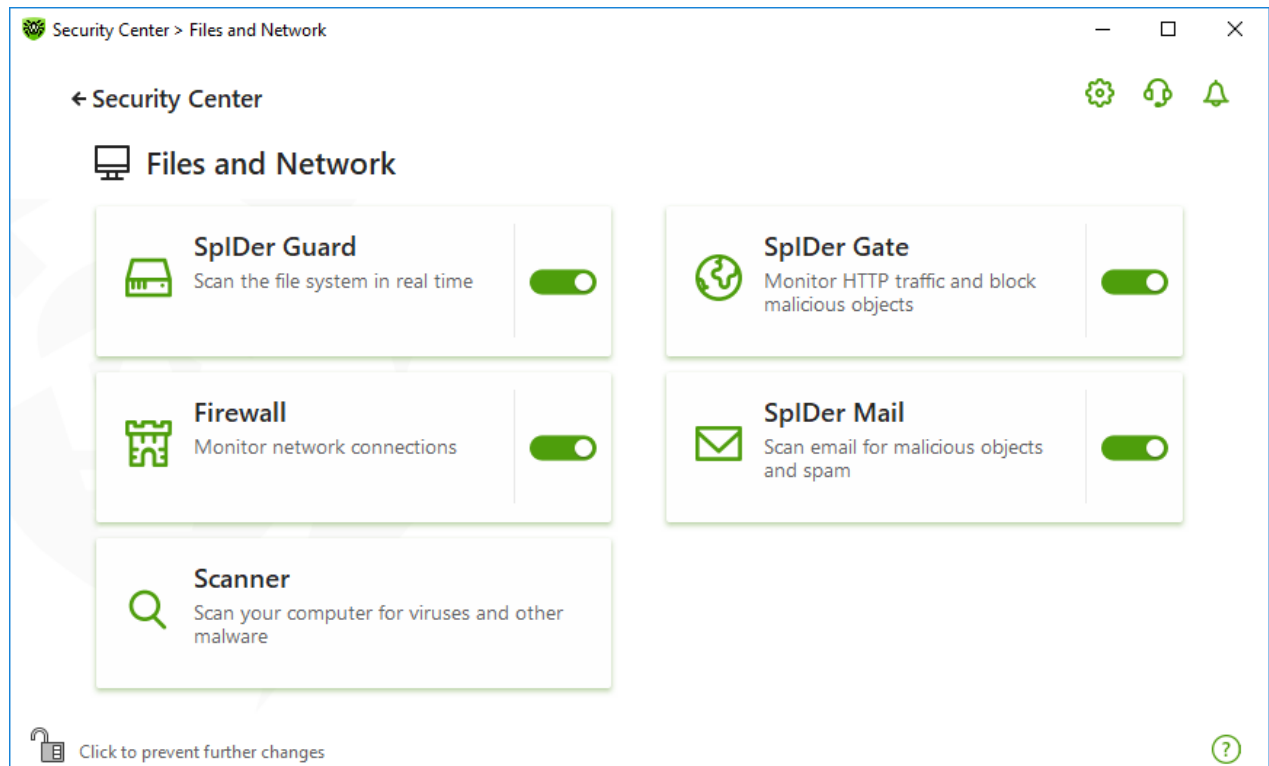 Security Center > Files and Network
Security Center
Files and Network
SpIDer Guard
Scan the file system in real time
SpIDer Gate
Monitor HTTP traffic and block
malicious objects
Firewall
Monitor network connections
SpIDer Mail
Scan email for malicious objects
and spam
Scanner
Scan your computer for viruses and other
malware
Click to prevent further changes
?